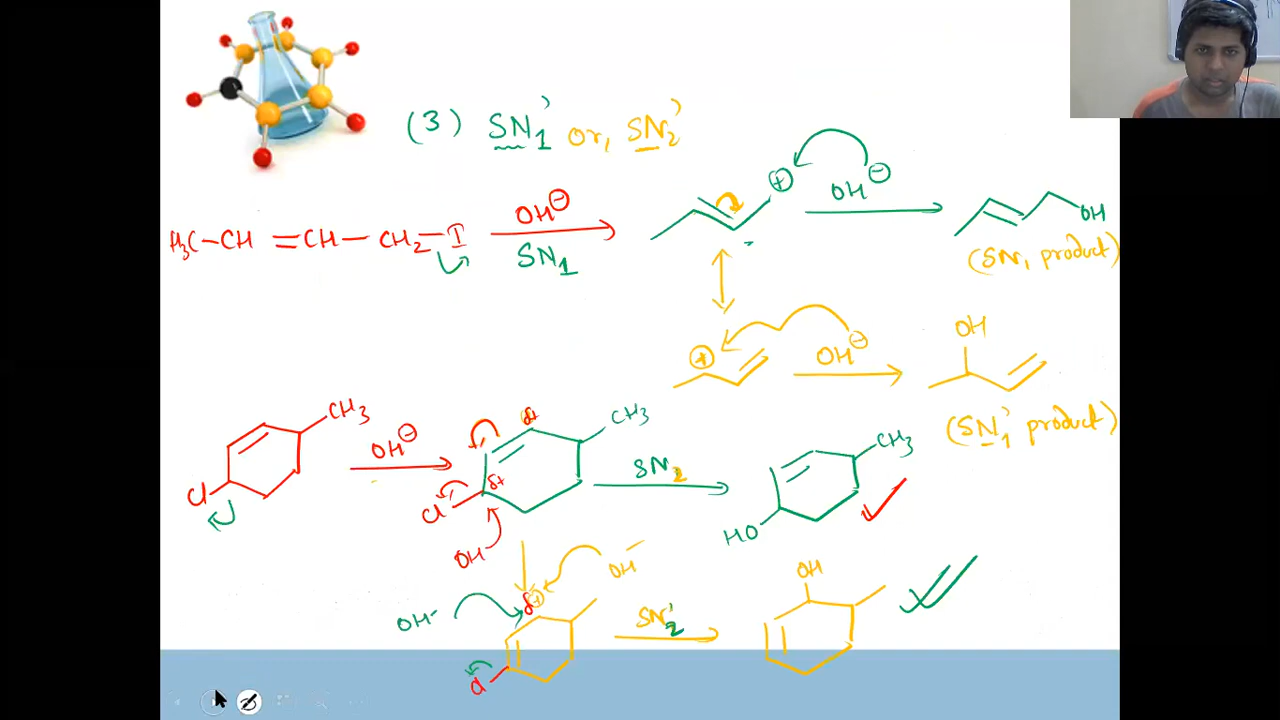 (3) SN1' or, SN2'
H3C-CH=CH-CH2-I
OH⊖
SN1
⊕
OH⊖
OH
(SN1 product)
⊕
OH⊖
OH
(SN1' product)
CH3
Cl
OH⊖
δ+
CH3
δ+
Cl
OH
SN2
CH3
HO
OH-
OH-
δ⊕
Cl
SN2'
OH